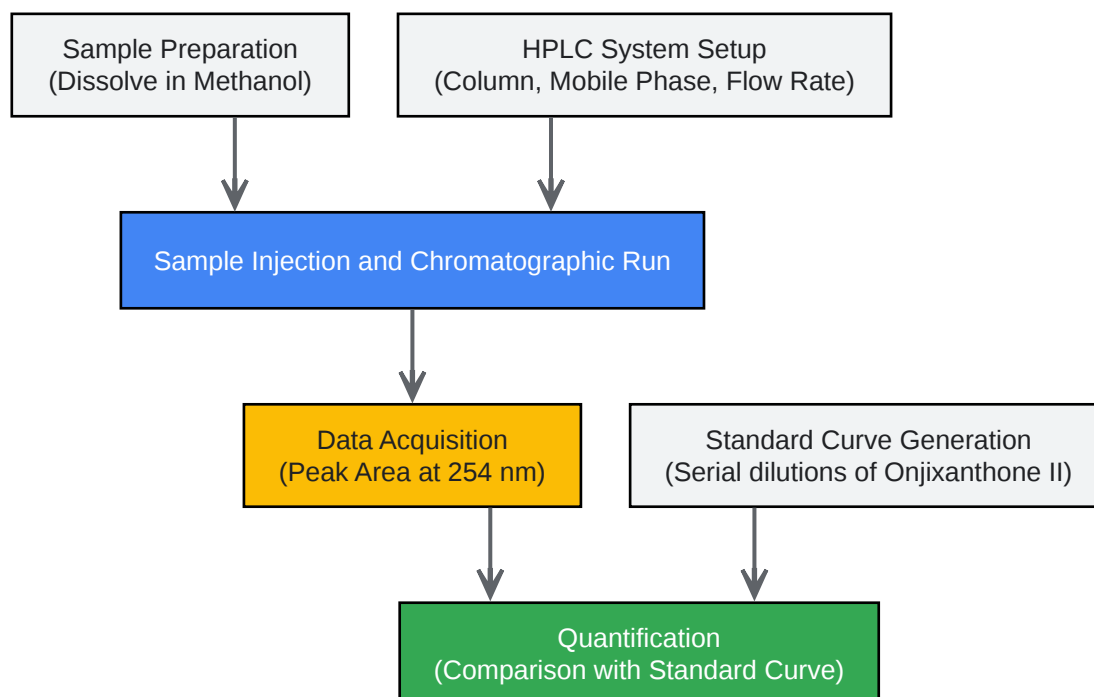 Sample Preparation
(Dissolve in Methanol)
HPLC System Setup
(Column, Mobile Phase, Flow Rate)
Sample Injection and Chromatographic Run
Data Acquisition
(Peak Area at 254 nm)
Standard Curve Generation
(Serial dilutions of Onjixanthone II)
Quantification
(Comparison with Standard Curve)